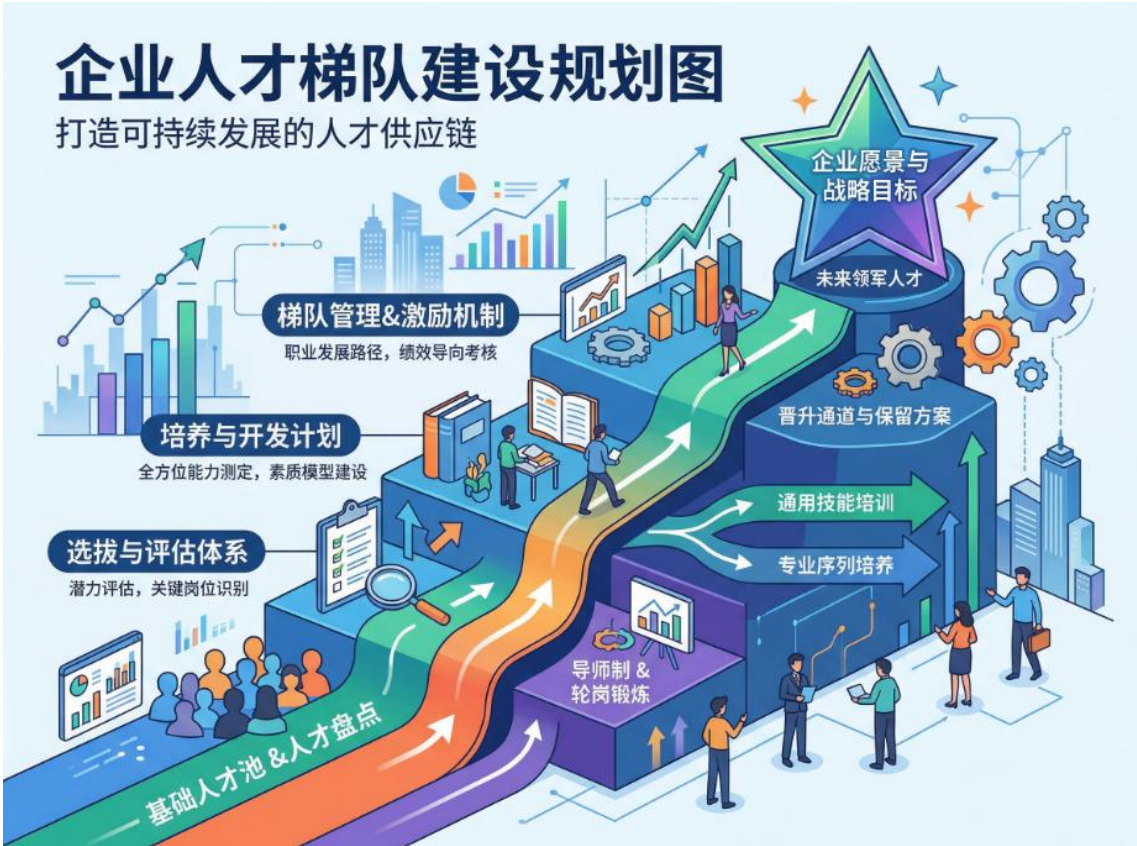 企业人才梯队建设规划图
打造可持续发展的人才供应链
企业愿景与
战略目标
未来领军人才
梯队管理&激励机制
职业发展路径，绩效导向考核
晋升通道与保留方案
培养与开发计划
全方位能力测定，素质模型建设
通用技能培训
专业序列培养
选拔与评估体系
潜力评估，关键岗位识别
导师制 &
轮岗锻炼
基础人才池 &人才盘点